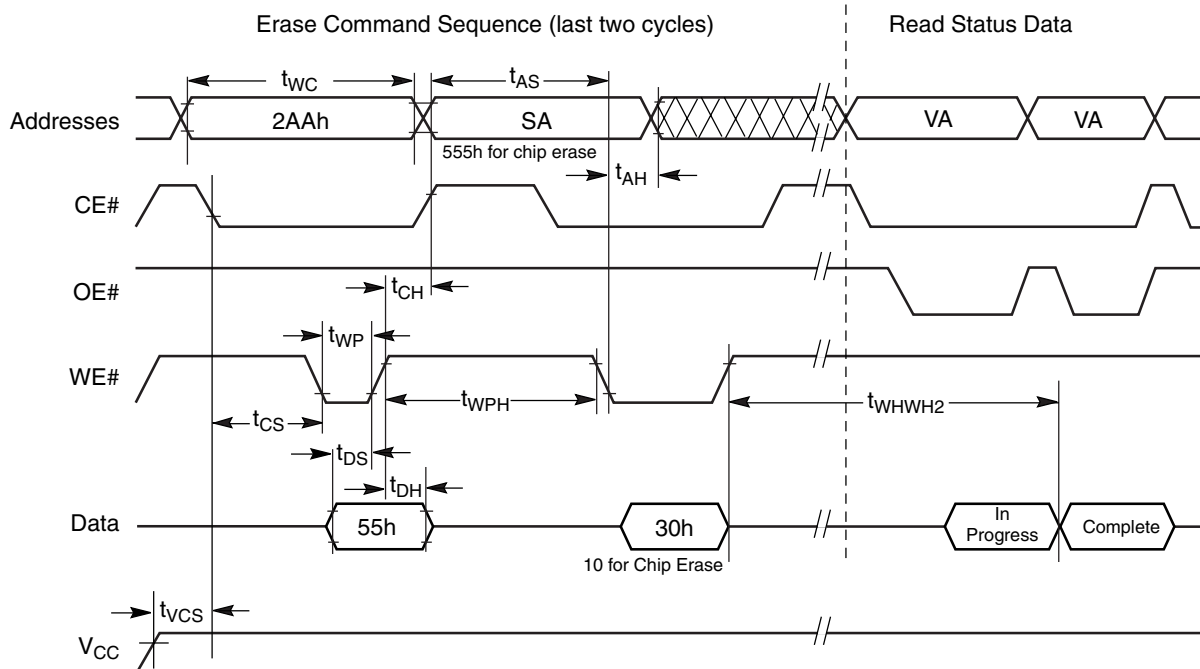 Erase Command Sequence (last two cycles)
Read Status Data
tWC
tAS
Addresses
2AAh
SA
VA
VA
555h for chip erase
tAH
CE#
OE#
tCH
tWP
WE#
tWPH
tWHWH2
tCS
tDS
tDH
Data
55h
30h
In
Progress
Complete
10 for Chip Erase
tVCS
VCC